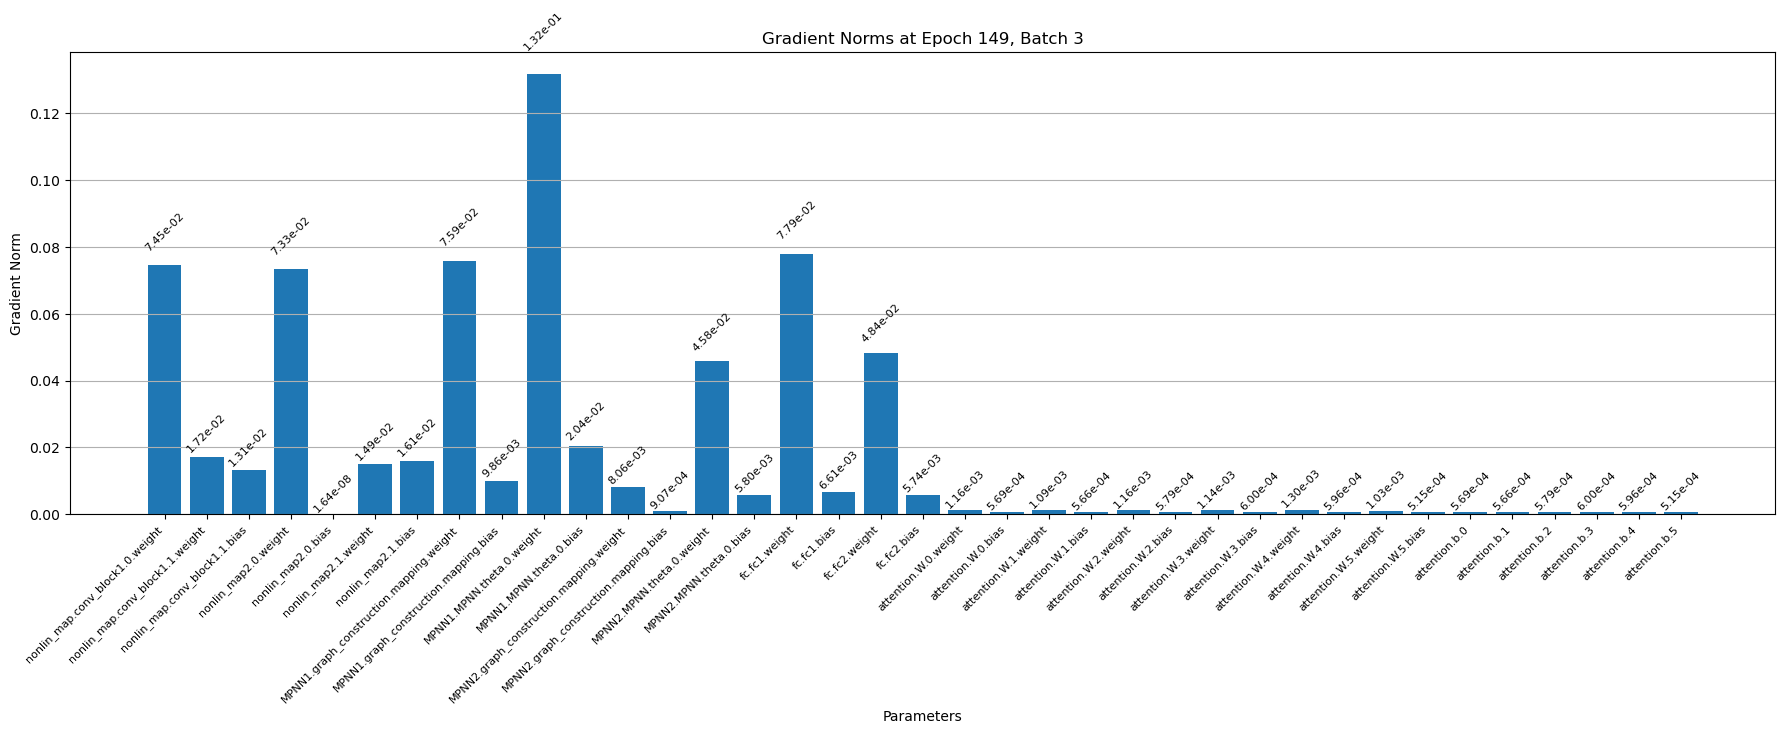 Gradient Norms at Epoch 149, Batch 3
Gradient Norm
0.12
0.10
0.08
0.06
0.04
0.02
0.00
7.45e-02
1.72e-02
1.31e-02
7.33e-02
1.64e-08
1.49e-02
1.61e-02
7.59e-02
9.86e-03
1.32e-01
2.04e-02
8.06e-03
9.07e-04
4.58e-02
5.80e-03
7.79e-02
6.61e-03
4.84e-02
5.74e-03
1.16e-03
5.69e-04
1.09e-03
5.66e-04
1.16e-03
5.79e-04
1.14e-03
6.00e-04
1.30e-03
5.96e-04
1.03e-03
5.15e-04
5.69e-04
5.66e-04
5.79e-04
6.00e-04
5.96e-04
5.15e-04
nonlin_map.conv_block1.0.weight
nonlin_map.conv_block1.1.weight
nonlin_map.conv_block1.1.bias
nonlin_map2.0.weight
nonlin_map2.0.bias
nonlin_map2.1.weight
nonlin_map2.1.bias
MPNN1.graph_construction.mapping.weight
MPNN1.graph_construction.mapping.bias
MPNN1.MPNN.theta.0.weight
MPNN1.MPNN.theta.0.bias
MPNN2.graph_construction.mapping.weight
MPNN2.graph_construction.mapping.bias
MPNN2.MPNN.theta.0.weight
MPNN2.MPNN.theta.0.bias
fc.fc1.weight
fc.fc1.bias
fc.fc2.weight
fc.fc2.bias
attention.W.0.weight
attention.W.0.bias
attention.W.1.weight
attention.W.1.bias
attention.W.2.weight
attention.W.2.bias
attention.W.3.weight
attention.W.3.bias
attention.W.4.weight
attention.W.4.bias
attention.W.5.weight
attention.W.5.bias
attention.b.0
attention.b.1
attention.b.2
attention.b.3
attention.b.4
attention.b.5
Parameters